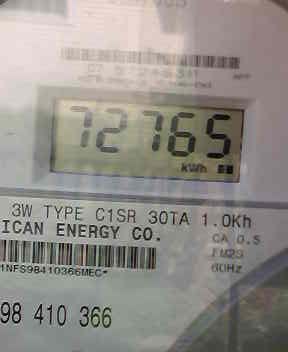 72765
kWh
3W TYPE C1SR 30TA 1.0Kh
ICAN ENERGY CO.
CA 0.5
FM2S
60Hz
1NFS98410366MEC*
98 410 366